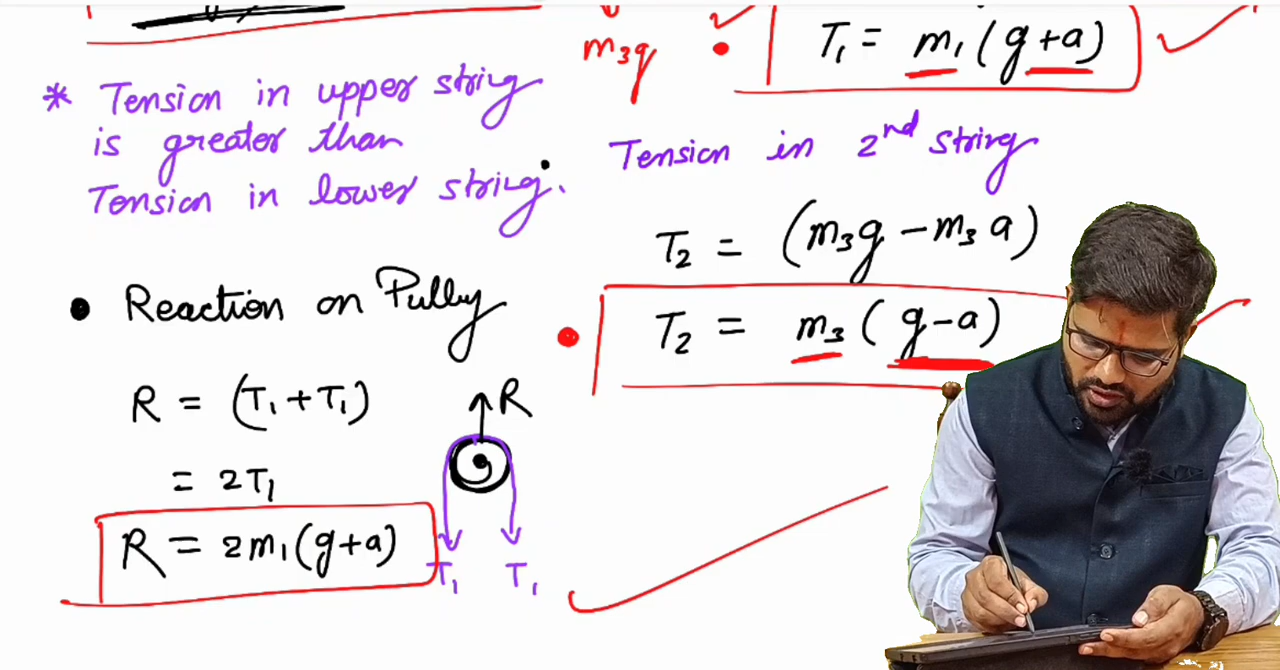 m₃g
T₁ = m₁(g+a)
* Tension in upper string
is greater than
Tension in lower string.
Tension in 2nd string
T₂ = (m₃g - m₃a)
T₂ = m₃(g-a)
• Reaction on Pully
R = (T₁+T₁)
= 2T₁
R = 2m₁(g+a)
R
T₁ T₁